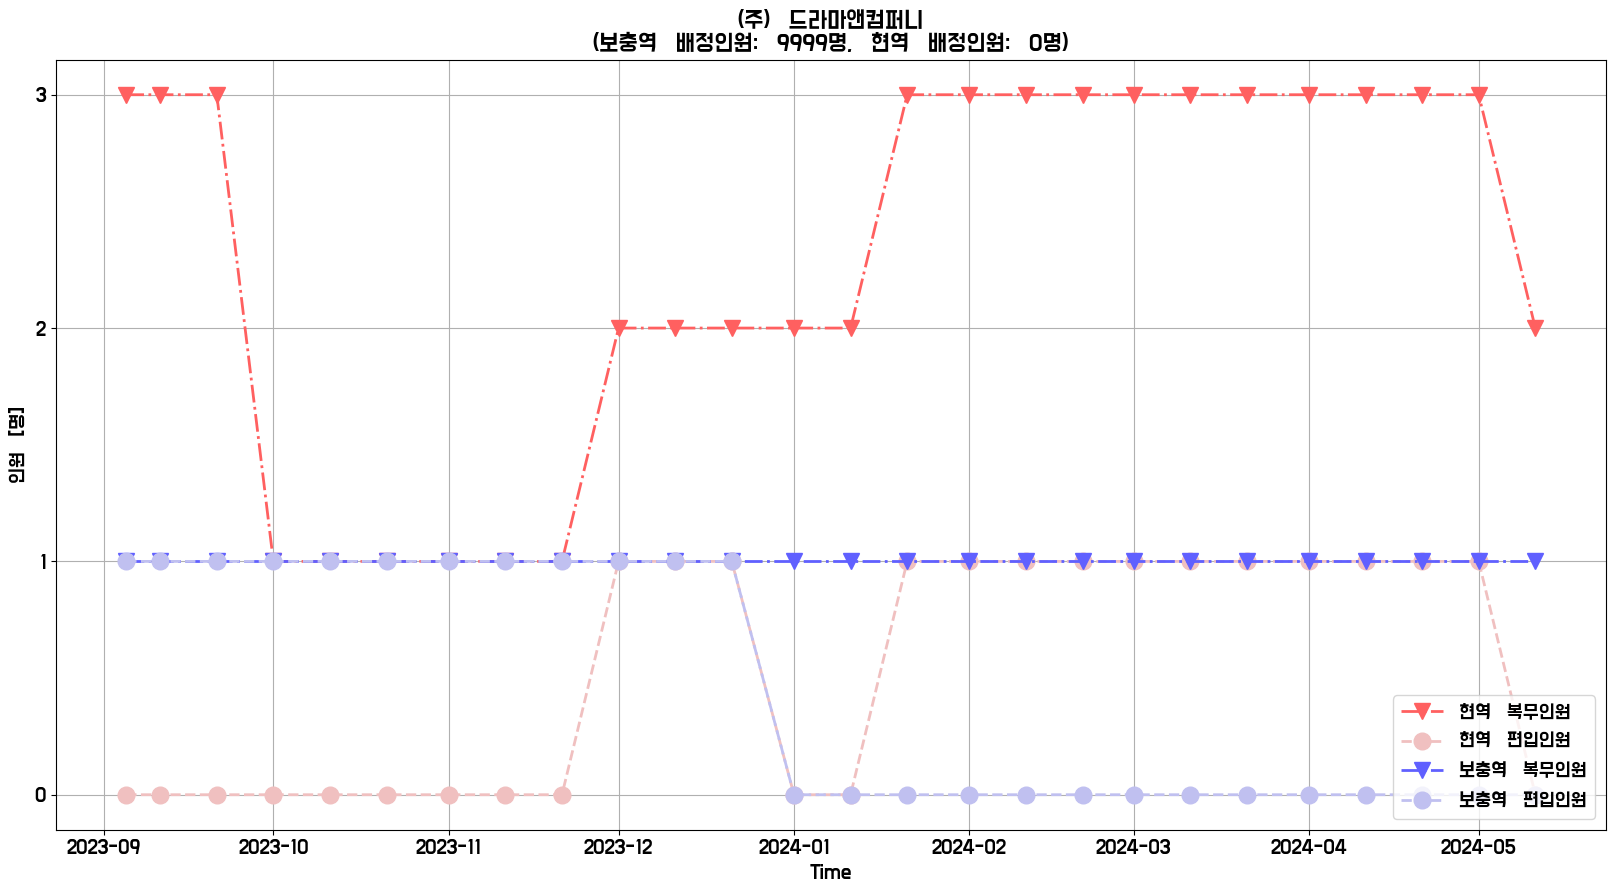 (주) 드라마앤컴퍼니
(보충역 배정인원: 9999명, 현역 배정인원: 0명)
3
2
1
0
인원 [명]
2023-09 2023-10 2023-11 2023-12 2024-01 2024-02 2024-03 2024-04 2024-05
Time
현역 복무인원
현역 편입인원
보충역 복무인원
보충역 편입인원